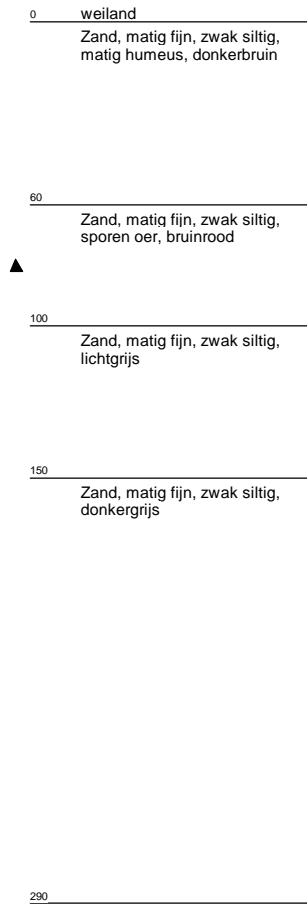 0 weiland
Zand, matig fijn, zwak siltig,
matig humeus, donkerbruin
60
Zand, matig fijn, zwak siltig,
sporen oer, bruinrood
100
Zand, matig fijn, zwak siltig,
lichtgrijs
150
Zand, matig fijn, zwak siltig,
donkergrijs
290